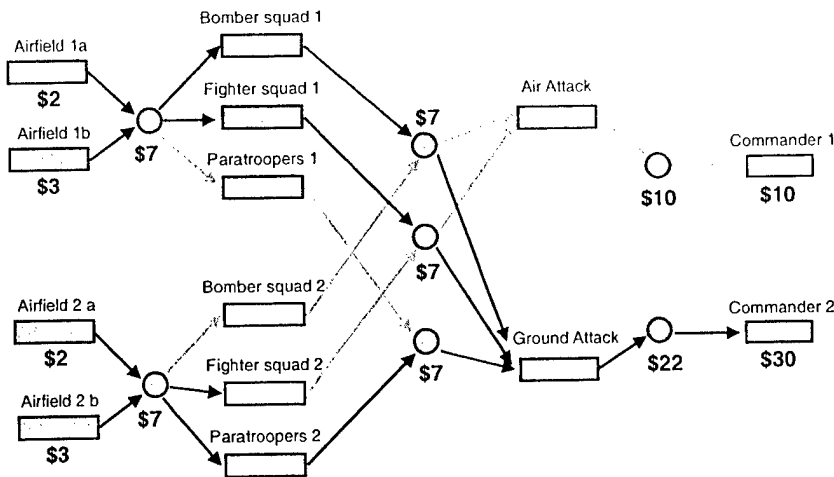 Bomber squad 1
Airfield 1a
$2
Fighter squad 1
Air Attack
Airfield 1b
$3
$7
Paratroopers 1
$7
Commander 1
$10
$10
$7
Bomber squad 2
Airfield 2 a
$2
Fighter squad 2
Ground Attack
Commander 2
$7
$22
$30
Airfield 2 b
$3
$7
Paratroopers 2